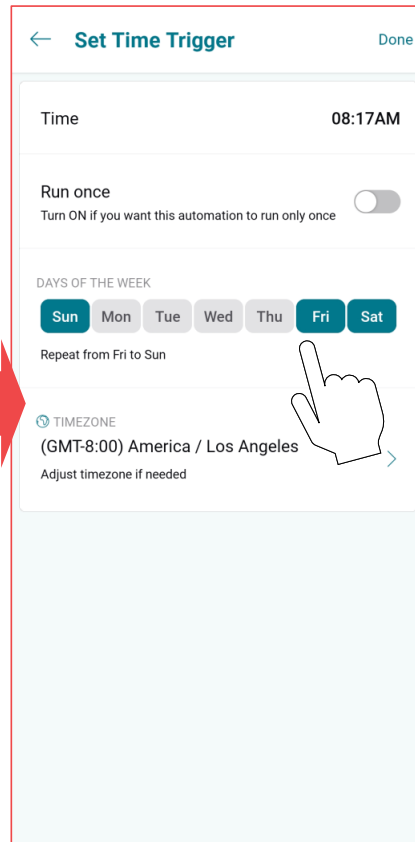 Set Time Trigger Done
Time 08:17AM
Run once
Turn ON if you want this automation to run only once
DAYS OF THE WEEK
Sun Mon Tue Wed Thu Fri Sat
Repeat from Fri to Sun
TIMEZONE
(GMT-8:00) America / Los Angeles
Adjust timezone if needed